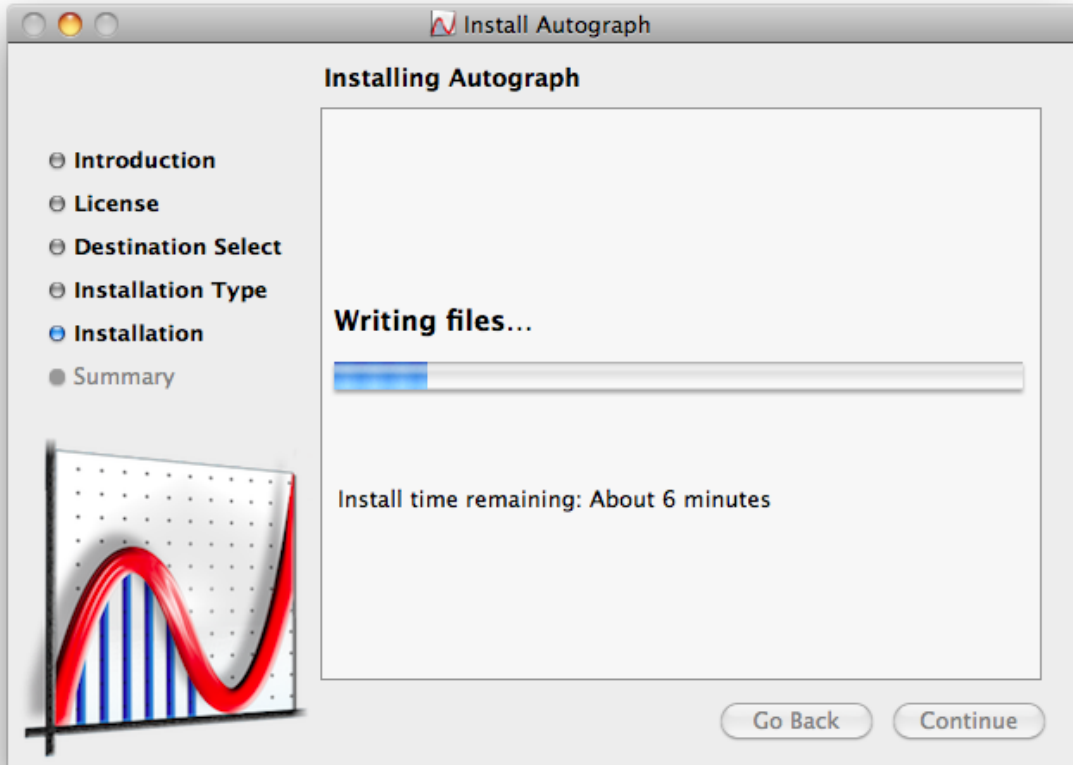 Install Autograph
Installing Autograph
Introduction
License
Destination Select
Installation Type
Installation
Summary
Writing files...
Install time remaining: About 6 minutes
Go Back
Continue